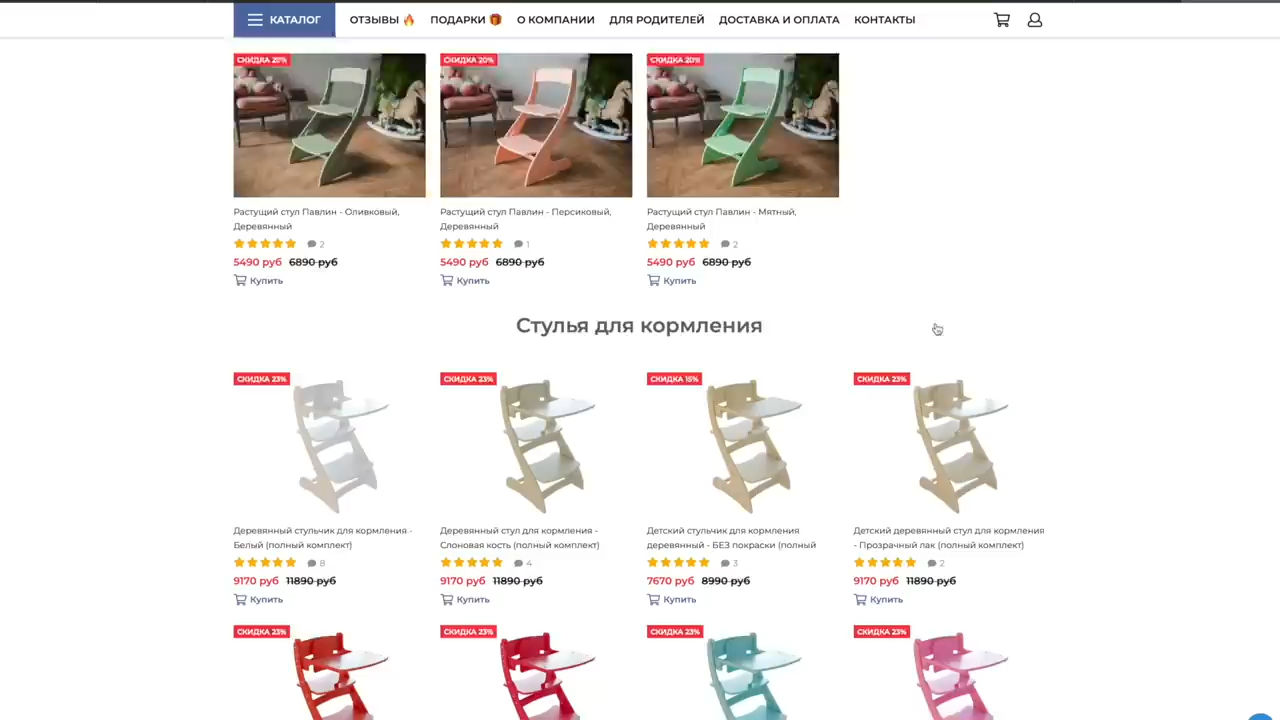 КАТАЛОГ ОТЗЫВЫ🔥 ПОДАРКИ🎁 О КОМПАНИИ ДЛЯ РОДИТЕЛЕЙ ДОСТАВКА И ОПЛАТА КОНТАКТЫ
СКИДКА 20% СКИДКА 20% СКИДКА 20%
Растущий стул Павлин - Оливковый, Растущий стул Павлин - Персиковый, Растущий стул Павлин - Мятный,
Деревянный Деревянный Деревянный
2 1 2
5490 руб 6890 руб 5490 руб 6890 руб 5490 руб 6890 руб
Купить Купить Купить
Стулья для кормления
СКИДКА 23% СКИДКА 23% СКИДКА 15% СКИДКА 23%
Деревянный стульчик для кормления - Деревянный стул для кормления - Детский стульчик для кормления Детский деревянный стул для кормления
Белый (полный комплект) Слоновая кость (полный комплект) деревянный - БЕЗ покраски (полный - Прозрачный лак (полный комплект)
8 4 3 2
9170 руб 11890 руб 9170 руб 11890 руб 7670 руб 8990 руб 9170 руб 11890 руб
Купить Купить Купить Купить
СКИДКА 23% СКИДКА 23% СКИДКА 23% СКИДКА 23%